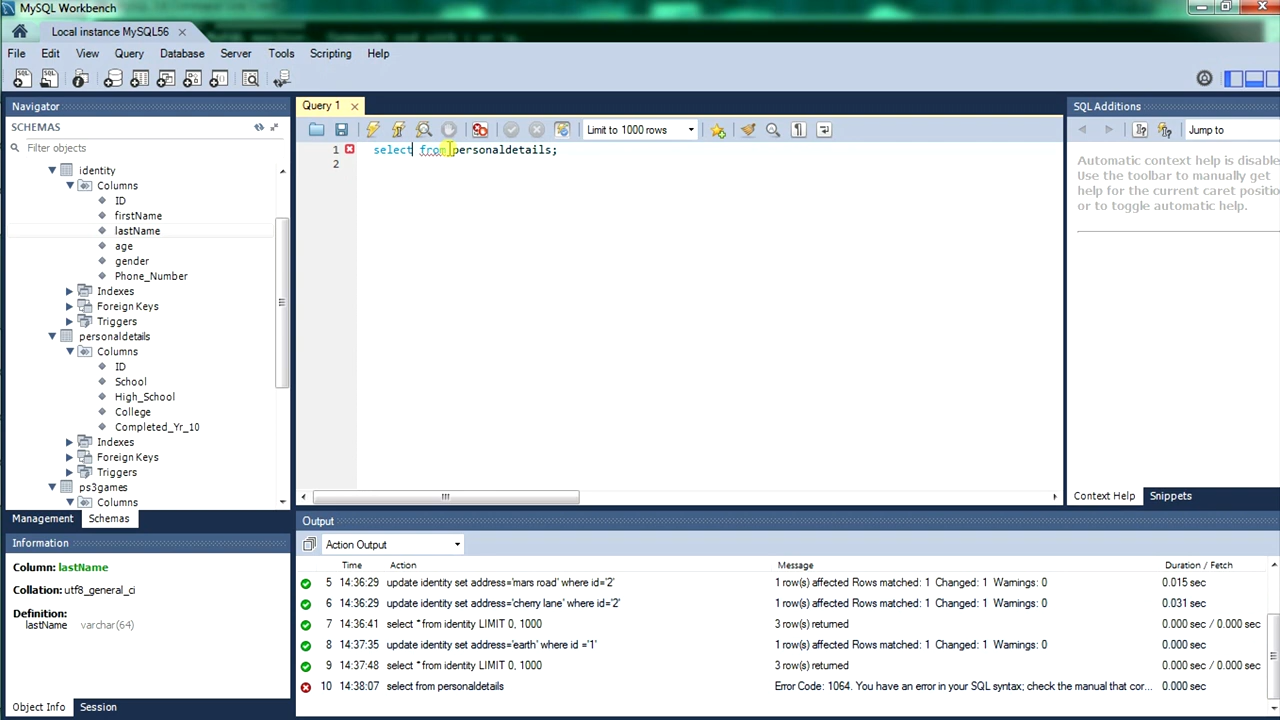 MySQL Workbench
Local instance MySQL56
File Edit View Query Database Server Tools Scripting Help
Navigator
SCHEMAS
Filter objects
identity
Columns
ID
firstName
lastName
age
gender
Phone_Number
Indexes
Foreign Keys
Triggers
personaldetails
Columns
ID
School
High_School
College
Completed_Yr_10
Indexes
Foreign Keys
Triggers
ps3games
Columns
Management Schemas
Information
Column: lastName
Collation: utf8_general_ci
Definition:
lastName varchar(64)
Object Info Session
Query 1
Limit to 1000 rows
1 select from personaldetails;
2
SQL Additions
Jump to
Automatic context help is disable
Use the toolbar to manually get
help for the current caret positio
or to toggle automatic help.
Context Help Snippets
Output
Action Output
Time Action Message Duration / Fetch
5 14:36:29 update identity set address='mars road' where id='2' 1 row(s) affected Rows matched: 1 Changed: 1 Warnings: 0 0.015 sec
6 14:36:29 update identity set address='cherry lane' where id='2' 1 row(s) affected Rows matched: 1 Changed: 1 Warnings: 0 0.031 sec
7 14:36:41 select * from identity LIMIT 0, 1000 3 row(s) returned 0.000 sec / 0.000 sec
8 14:37:35 update identity set address='earth' where id ='1' 1 row(s) affected Rows matched: 1 Changed: 1 Warnings: 0 0.000 sec
9 14:37:48 select * from identity LIMIT 0, 1000 3 row(s) returned 0.000 sec / 0.000 sec
10 14:38:07 select from personaldetails Error Code: 1064. You have an error in your SQL syntax; check the manual that cor... 0.000 sec